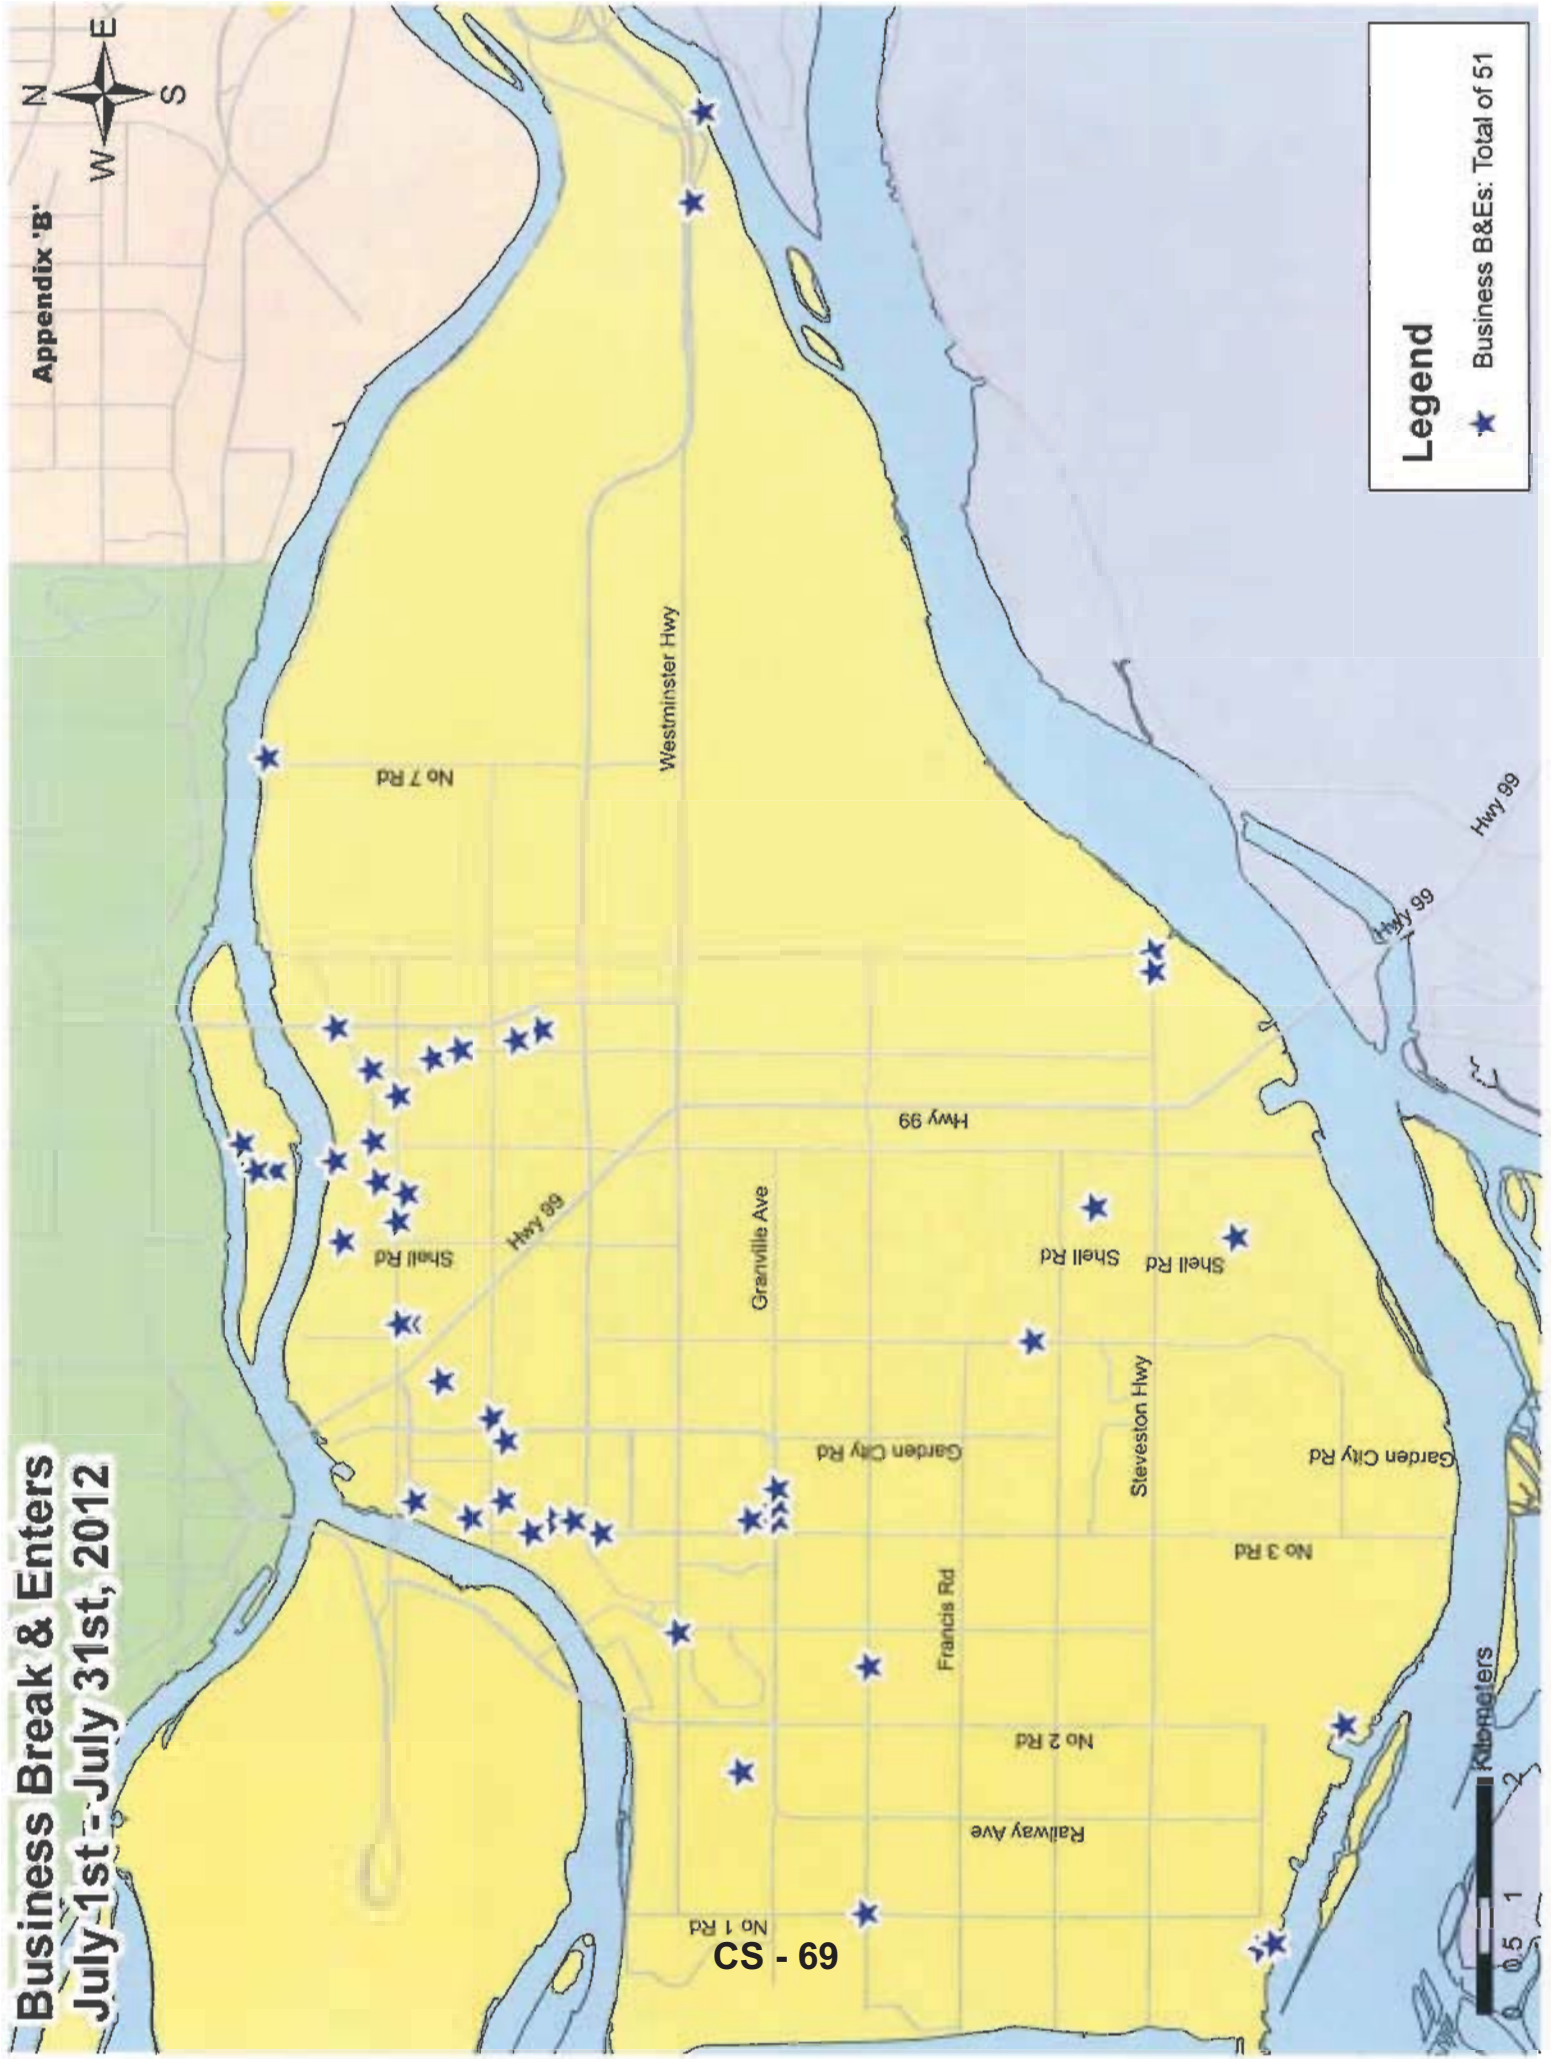 Business Break & Enters
July 1st - July 31st, 2012
Appendix 'B'
N
W
E
S
No 7 Rd
Westminster Hwy
Shell Rd
Hwy 99
Granville Ave
Hwy 99
Shell Rd
Shell Rd
Garden City Rd
Steveston Hwy
Garden City Rd
No 3 Rd
Francis Rd
No 2 Rd
Railway Ave
No 1 Rd
Hwy 99
Hwy 99
Legend
Business B&Es: Total of 51
Kilometers
0 0.5 1 2
CS - 69